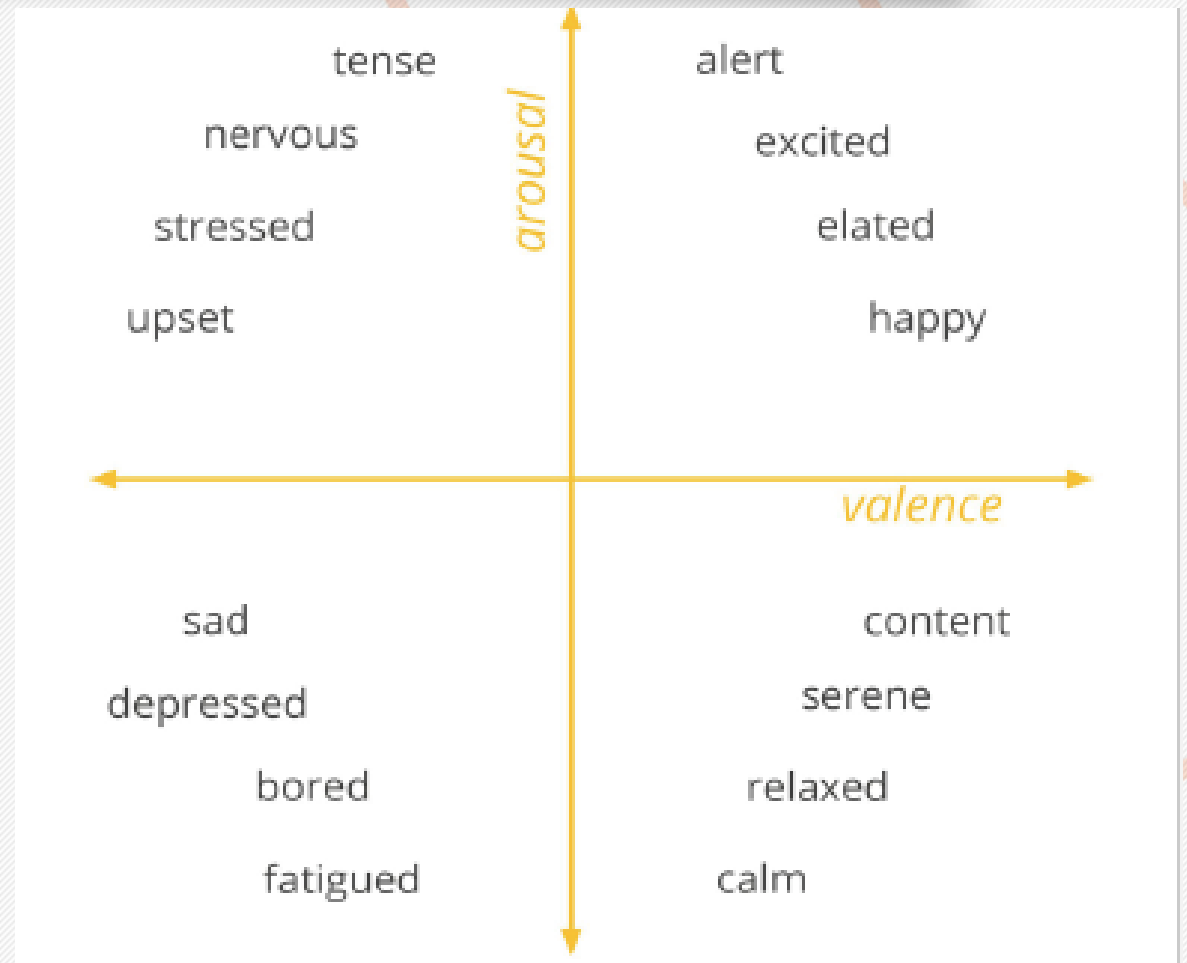 tense
alert
arousal
nervous
excited
stressed
elated
upset
happy
valence
sad
content
depressed
serene
bored
relaxed
fatigued
calm